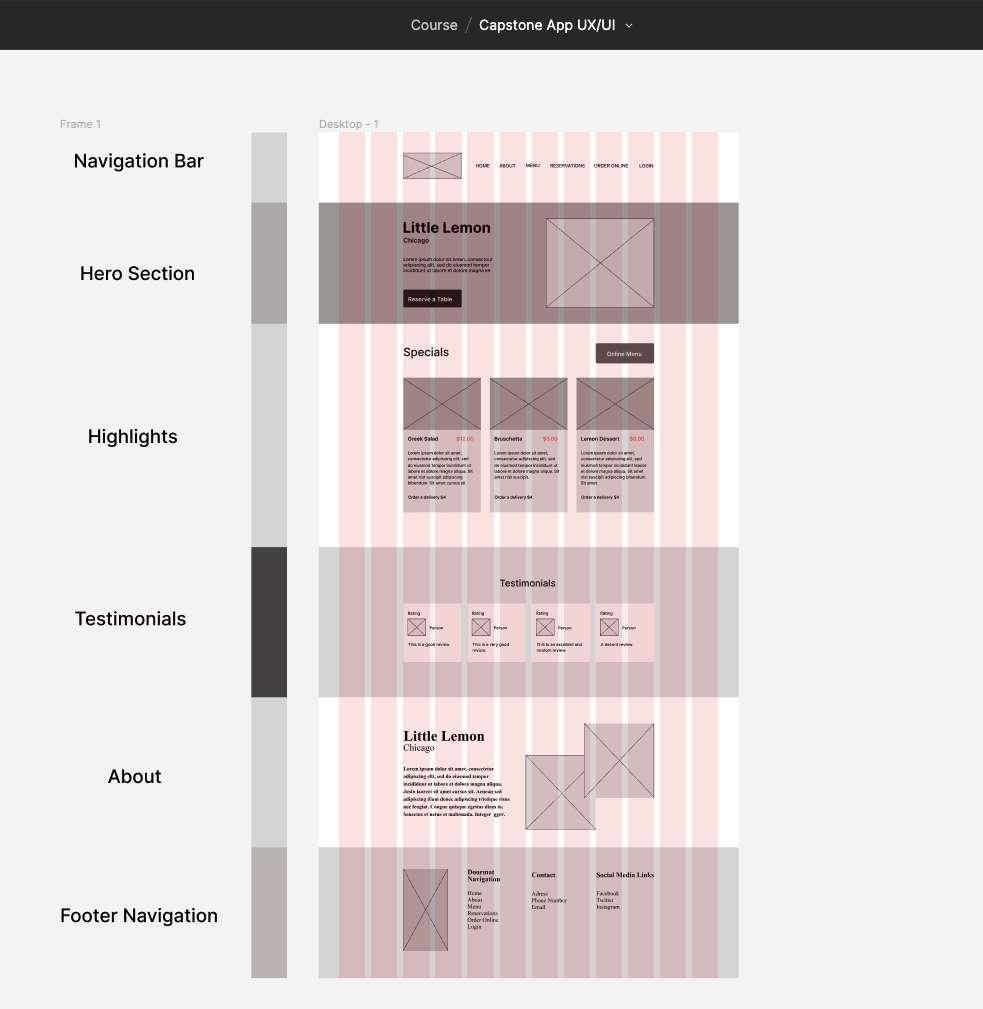 Course / Capstone App UX/UI
Frame 1
Desktop - 1
Navigation Bar
HOME ABOUT MENU RESERVATIONS ORDER ONLINE LOGIN
Hero Section
Little Lemon
Chicago
Lorem ipsum dolor sit amen, consectetur
adipiscing elit, sed do eiusmod temper
incididunt ut labore et dolore magna ke.
Reserve a Table
Highlights
Specials
Online Menu
Greek Salad $12.00
Lorem ipsum dolor sit amet,
consectetur adipiscing elit, sed
do eiusmod tempor incididunt ut
labore et dolore magna aliqua. Sit
amet nisl suscipit adipiscing
bibendum. Sit amet cursus sit
Order a delivery $4
Bruschetta $5.00
Lorem ipsum dolor sit amet,
consectetur adipiscing elit, sed
do eiusmod tempor incididunt ut
labore et dolore magna aliqua. Sit
amet nisl suscipit.
Order a delivery $4
Lemon Dessert $8.00
Lorem ipsum dolor sit amet,
consectetur adipiscing elit, sed do
eiusmod tempor incididunt ut labore
et dolore magna aliqua. Sit amet
nisl suscipit adipiscing bibendum.
Sit amet.
Order a delivery $4
Testimonials
Testimonials
Rating
Person
This is a good review.
Rating
Person
This is a very good
review.
Rating
Person
This is an excellent and
random review
Rating
Person
A decent review.
About
Little Lemon
Chicago
Lorem ipsum dolor sit amet, consectetur
adipiscing elit, sed do eiusmod temper
incididunt ut labore et dolore magna aliqua.
Justo laoreet sit amet cursus sit. Aenean sed
adipiscing diam donec adipiscing tristique risus
nec feugiat. Congue quisque egestas diam in.
Senectus et netus et malesuada. Integer ggrr.
Footer Navigation
Doormat
Navigation
Home
About
Menu
Reservations
Order Online
Login
Contact
Adress
Phone Number
Email
Social Media Links
Facebook
Twitter
Instagram